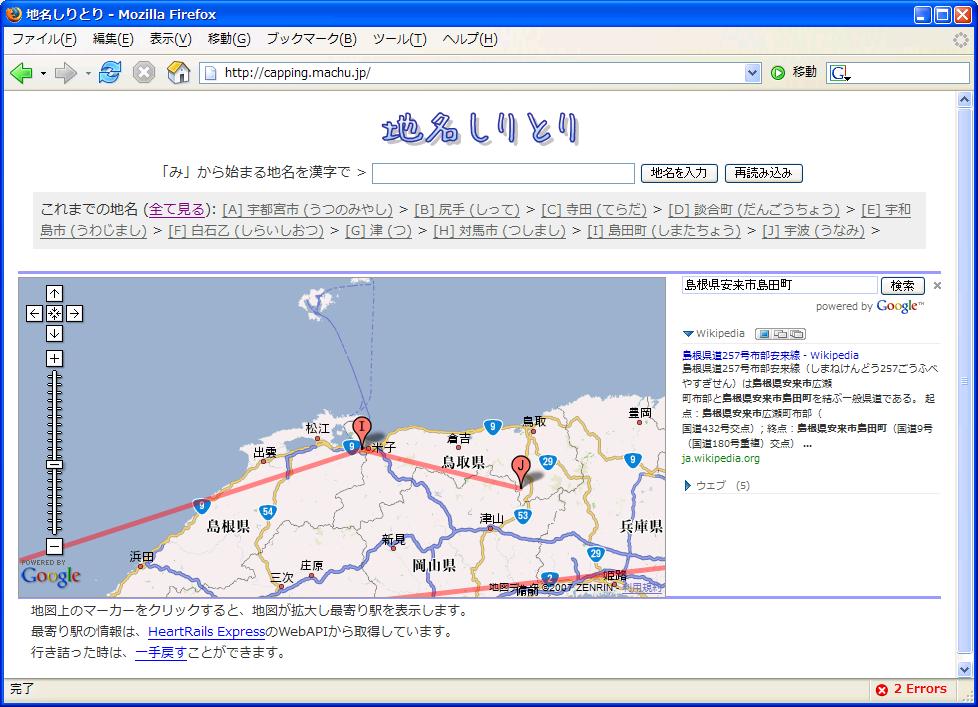 地名しりとり - Mozilla Firefox
ファイル(F) 編集(E) 表示(V) 移動(G) ブックマーク(B) ツール(T) ヘルプ(H)
http://capping.machu.jp/ 移動 G
地名しりとり
「み」から始まる地名を漢字で > 地名を入力 再読み込み
これまでの地名 (全て見る): [A] 宇都宮市 (うつのみやし) > [B] 尻手 (しって) > [C] 寺田 (てらだ) > [D] 談合町 (だんごうちょう) > [E] 宇和
島市 (うわじまし) > [F] 白石乙 (しらいしおつ) > [G] 津 (つ) > [H] 対馬市 (つしまし) > [I] 島田町 (しまたちょう) > [J] 宇波 (うなみ) >
島根県安来市島田町 検索
powered by Google™
Wikipedia
島根県道257号布部安来線 - Wikipedia
島根県道257号布部安来線（しまねけんどう257ごうふべ
やすぎせん）は島根県安来市広瀬
町布部と島根県安来市島田町を結ぶ一般県道である。 起
点：島根県安来市広瀬町布部（
国道432号交点）; 終点：島根県安来市島田町（国道9号
（国道180号重複）交点） ...
ja.wikipedia.org
ウェブ (5)
豊岡
松江 I 9 鳥取
9 米子 倉吉
出雲 鳥取県 J 29 9
9 54 島根県 津山 53 兵庫県
浜田 新見 29
三次 庄原 岡山県 2 姫路
備前
POWERED BY
Google
地図データ ©2007 ZENRIN - 利用規約
地図上のマーカーをクリックすると、地図が拡大し最寄り駅を表示します。
最寄り駅の情報は、HeartRails ExpressのWebAPIから取得しています。
行き詰った時は、一手戻すことができます。
完了 2 Errors